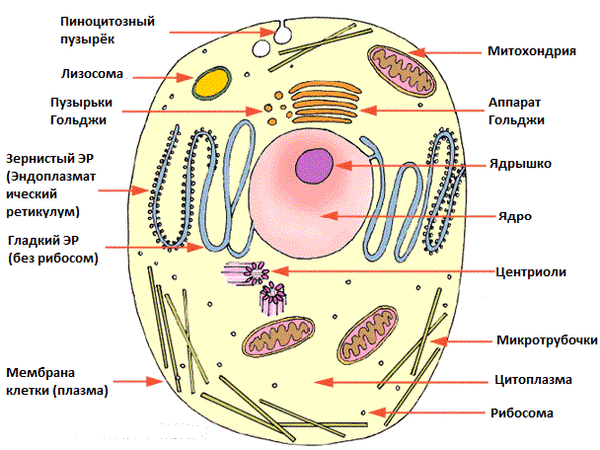 Пиноцитозный
пузырёк
Лизосома
Пузырьки
Гольджи
Зернистый ЭР
(Эндоплазмат
ический
ретикулум)
Гладкий ЭР
(без рибосом)
Мембрана
клетки (плазма)
Митохондрия
Аппарат
Гольджи
Ядрышко
Ядро
Центриоли
Микротрубочки
Цитоплазма
Рибосома